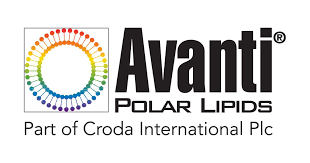 Avanti®
POLAR LIPIDS
Part of Croda International Plc